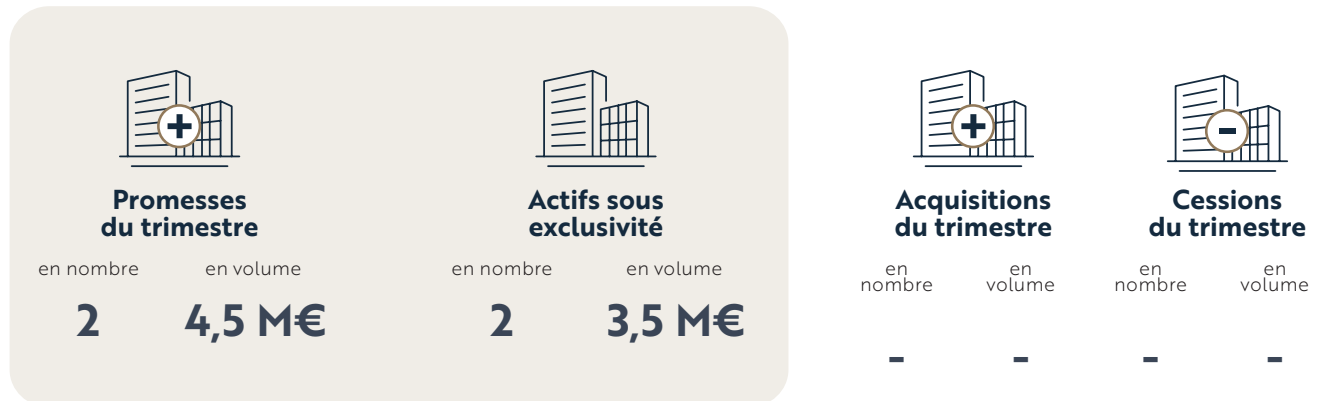 Promesses
du trimestre
en nombre
en volume
2
4,5 M€
Actifs sous
exclusivité
en nombre
en volume
2
3,5 M€
Acquisitions
du trimestre
en
nombre
en
volume
-
-
Cessions
du trimestre
en
nombre
en
volume
-
-